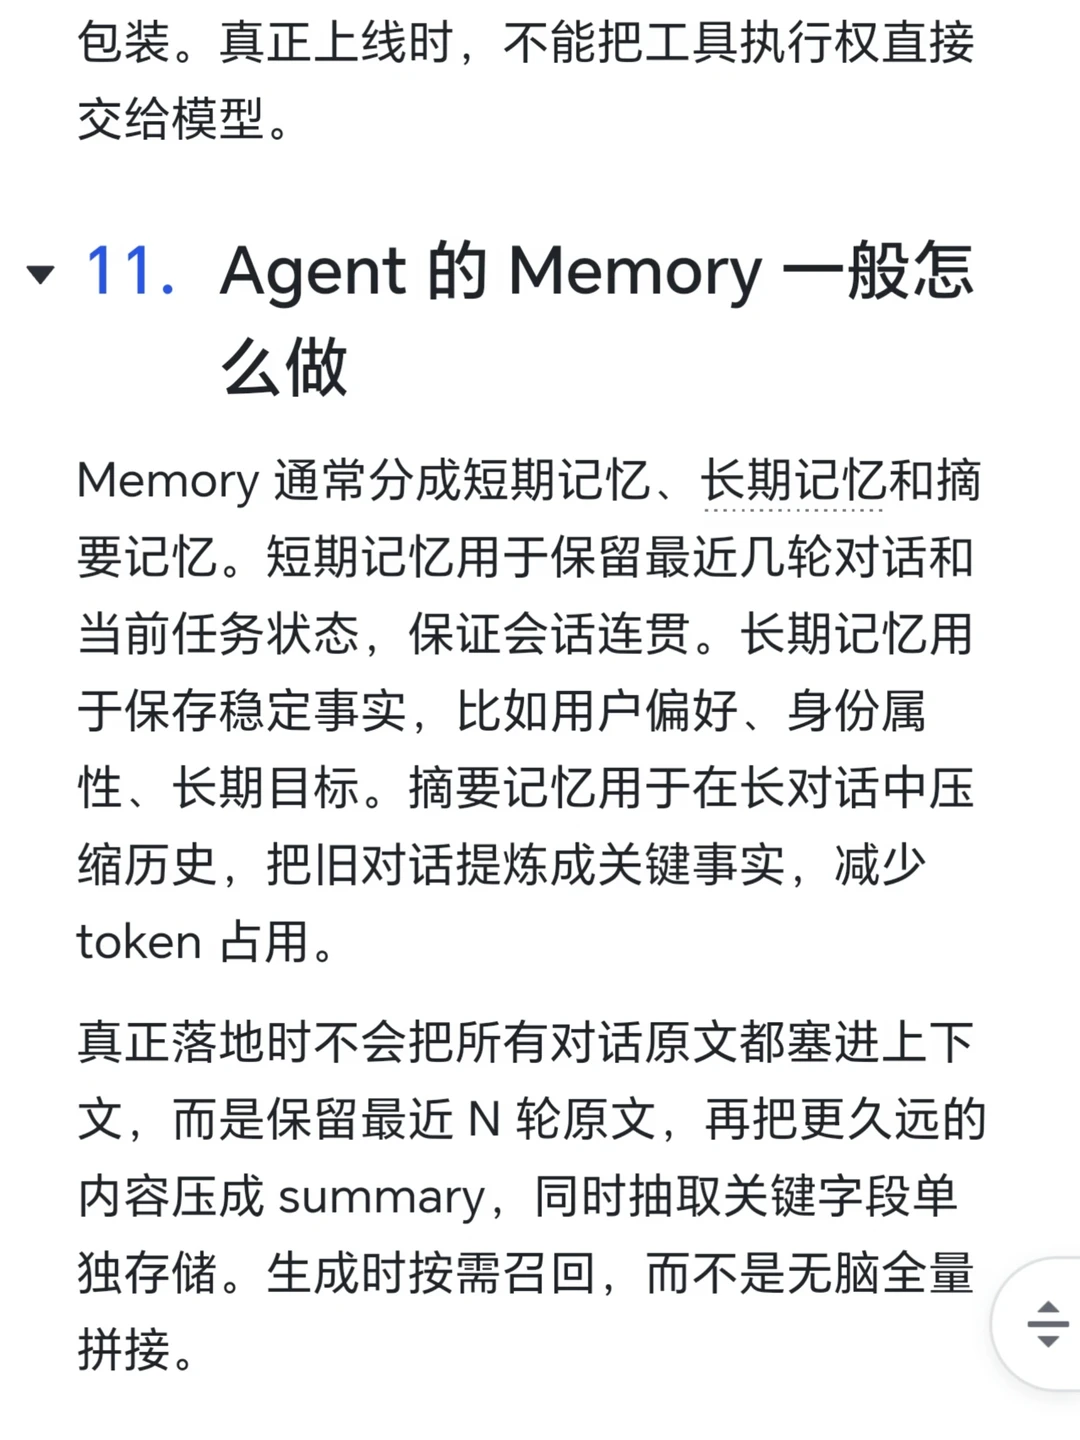 包装。真正上线时，不能把工具执行权直接
交给模型。
11. Agent 的 Memory 一般怎
么做
Memory 通常分成短期记忆、长期记忆和摘
要记忆。短期记忆用于保留最近几轮对话和
当前任务状态，保证会话连贯。长期记忆用
于保存稳定事实，比如用户偏好、身份属
性、长期目标。摘要记忆用于在长对话中压
缩历史，把旧对话提炼成关键事实，减少
token 占用。
真正落地时不会把所有对话原文都塞进上下
文，而是保留最近 N 轮原文，再把更久远的
内容压成 summary，同时抽取关键字段单
独存储。生成时按需召回，而不是无脑全量
拼接。